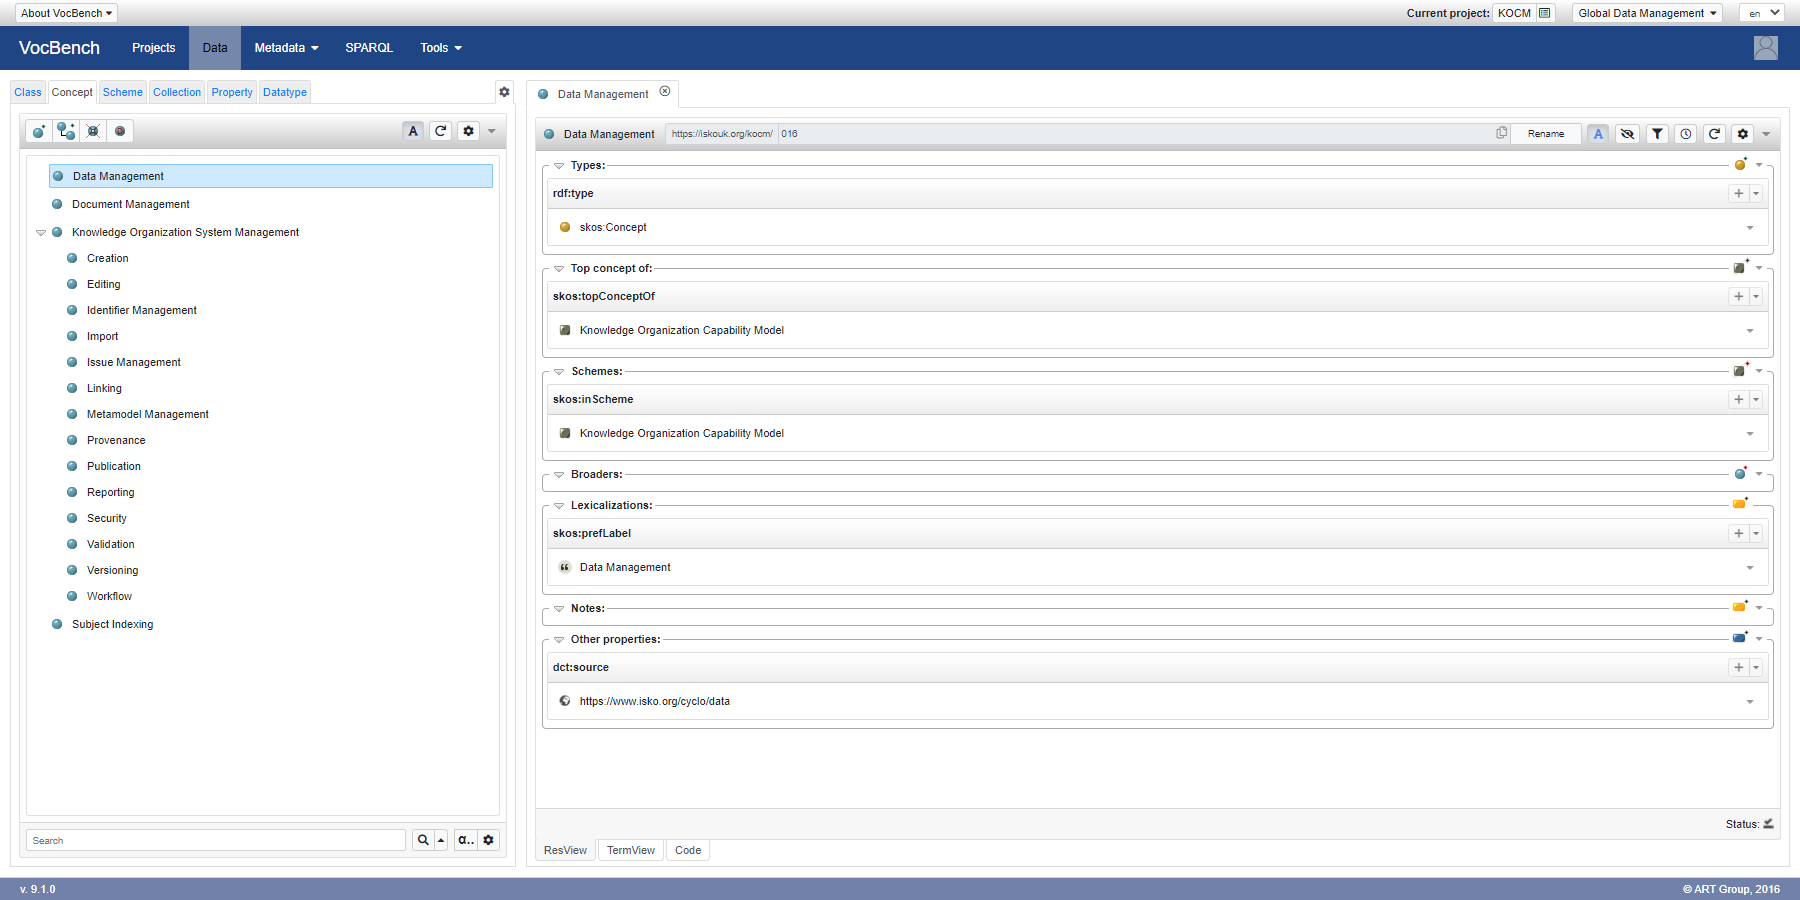 About VocBench
Current project: KOCM Global Data Management en
VocBench Projects Data Metadata SPARQL Tools
Class Concept Scheme Collection Property Datatype
A
Data Management
Document Management
Knowledge Organization System Management
Creation
Editing
Identifier Management
Import
Issue Management
Linking
Metamodel Management
Provenance
Publication
Reporting
Security
Validation
Versioning
Workflow
Subject Indexing
Search
α..
Data Management
Data Management https://iskouk.org/kocm/ 016 Rename A
Types:
rdf:type
skos:Concept
Top concept of:
skos:topConceptOf
Knowledge Organization Capability Model
Schemes:
skos:inScheme
Knowledge Organization Capability Model
Broaders:
Lexicalizations:
skos:prefLabel
Data Management
Notes:
Other properties:
dct:source
https://www.isko.org/cyclo/data
Status:
ResView TermView Code
v. 9.1.0
© ART Group, 2016